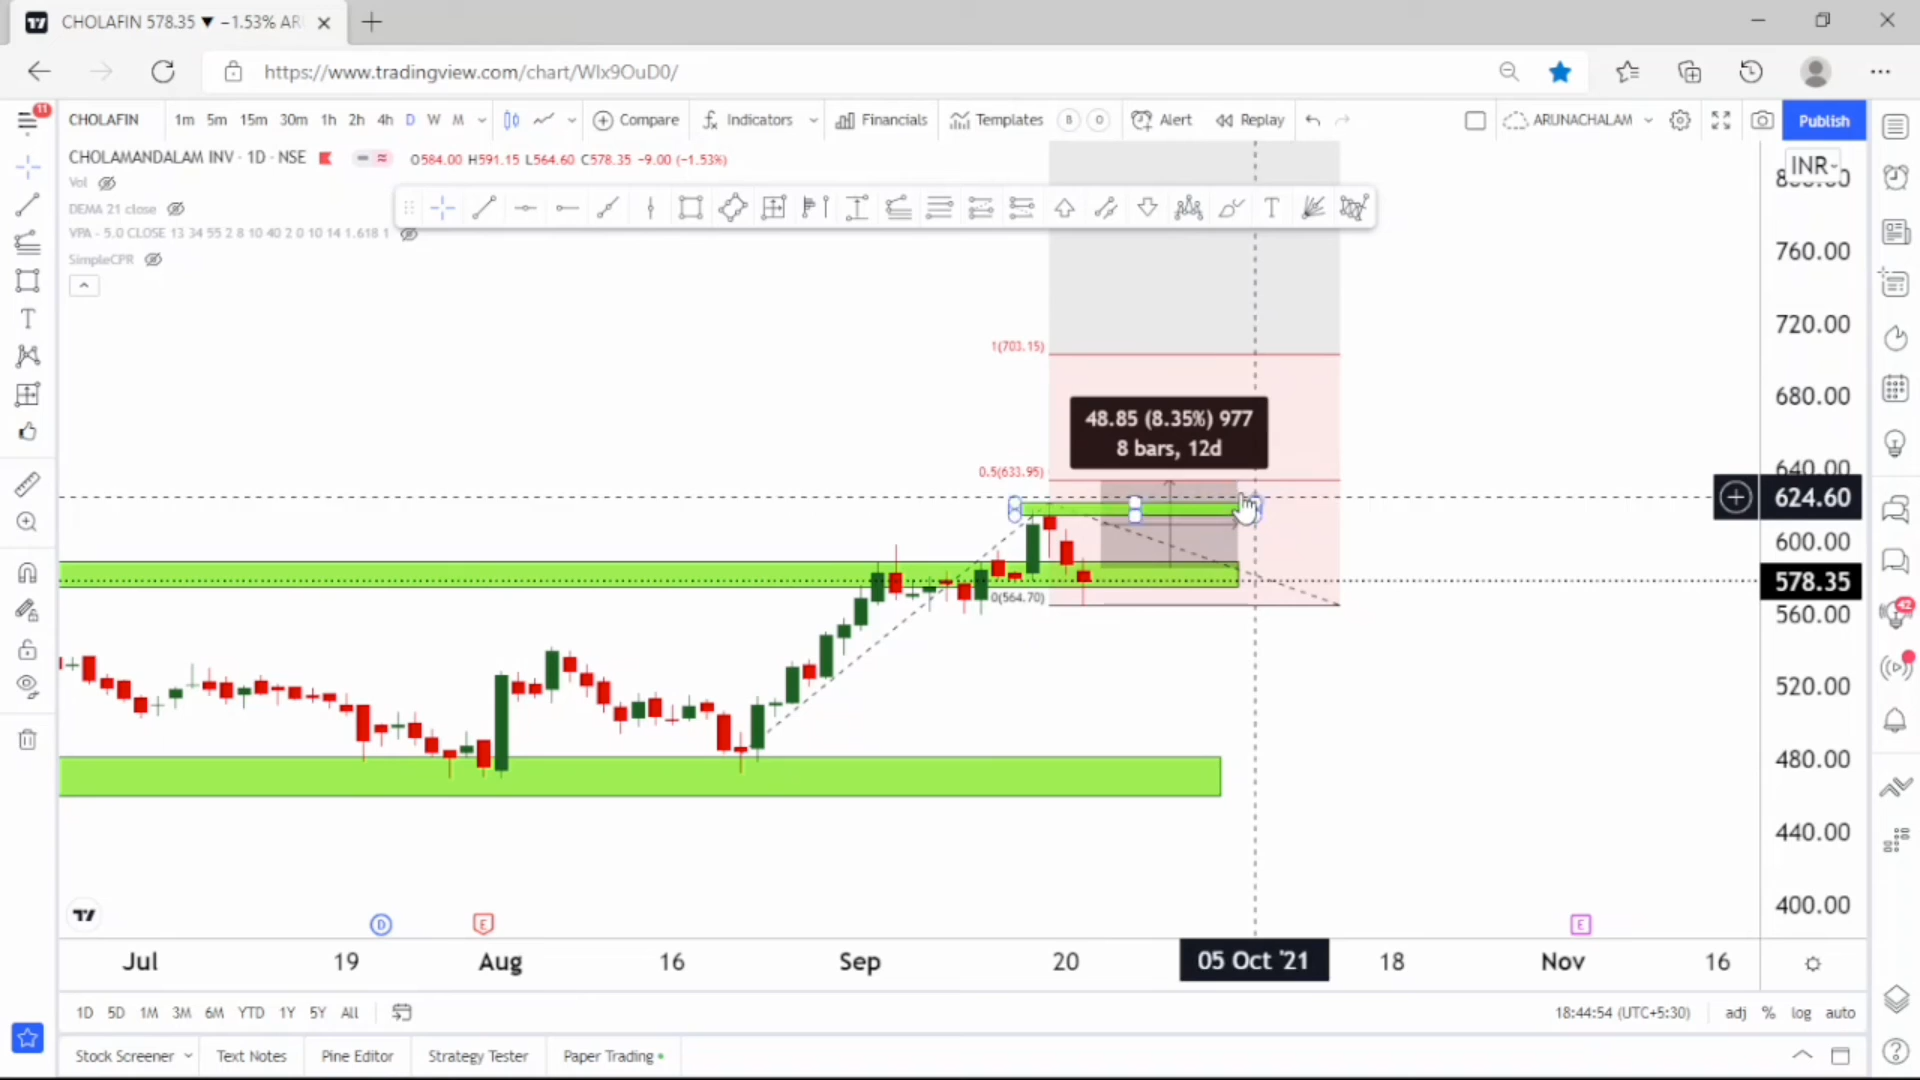 CHOLAFIN 578.35 ▼ −1.53% AR
https://www.tradingview.com/chart/WIx9OuD0/
11
CHOLAFIN 1m 5m 15m 30m 1h 2h 4h D W M Compare Indicators Financials Templates B O Alert Replay ARUNACHALAM Publish
CHOLAMANDALAM INV · 1D · NSE O584.00 H591.15 L564.60 C578.35 −9.00 (−1.53%)
INR
Vol
DEMA 21 close
VPA - 5.0 CLOSE 13 34 55 2 8 10 40 2 0 10 14 1.618 1
SimpleCPR
760.00
720.00
1(703.15)
680.00
48.85 (8.35%) 977
8 bars, 12d
0.5(633.95)
640.00
624.60
600.00
578.35
0(564.70)
560.00
42
520.00
480.00
440.00
400.00
D E E
Jul 19 Aug 16 Sep 20 05 Oct '21 18 Nov 16
1D 5D 1M 3M 6M YTD 1Y 5Y All 18:44:54 (UTC+5:30) adj % log auto
Stock Screener Text Notes Pine Editor Strategy Tester Paper Trading